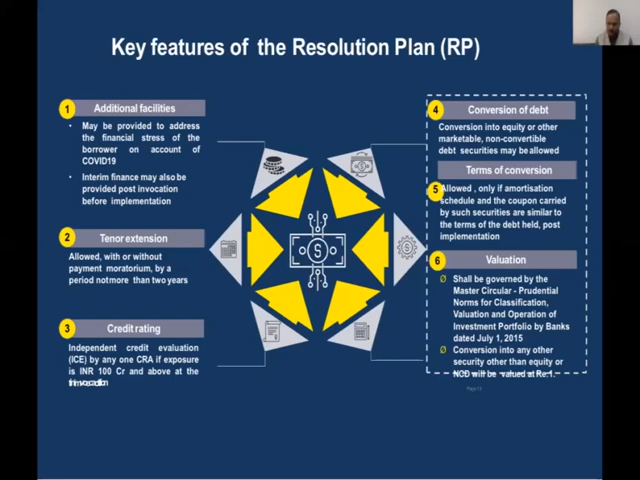 Key features of the Resolution Plan (RP)
1
Additional facilities
• May be provided to address
the financial stress of the
borrower on account of
COVID19
• Interim finance may also be
provided post invocation
before implementation
2
Tenor extension
Allowed, with or without
payment moratorium, by a
period notmore than two years
3
Credit rating
Independent credit evaluation
(ICE) by any one CRA if exposure
is INR 100 Cr and above at the
4
Conversion of debt
Conversion into equity or other
marketable, non-convertible
debt securities may be allowed
Terms of conversion
5
Allowed , only if amortisation
schedule and the coupon carried
by such securities are similar to
the terms of the debt held, post
implementation
6
Valuation
Ø Shall be governed by the
Master Circular - Prudential
Norms for Classification,
Valuation and Operation of
Investment Portfolio by Banks
dated July 1, 2015
Ø Conversion into any other
security other than equity or
NCD will be valued at Re.1.